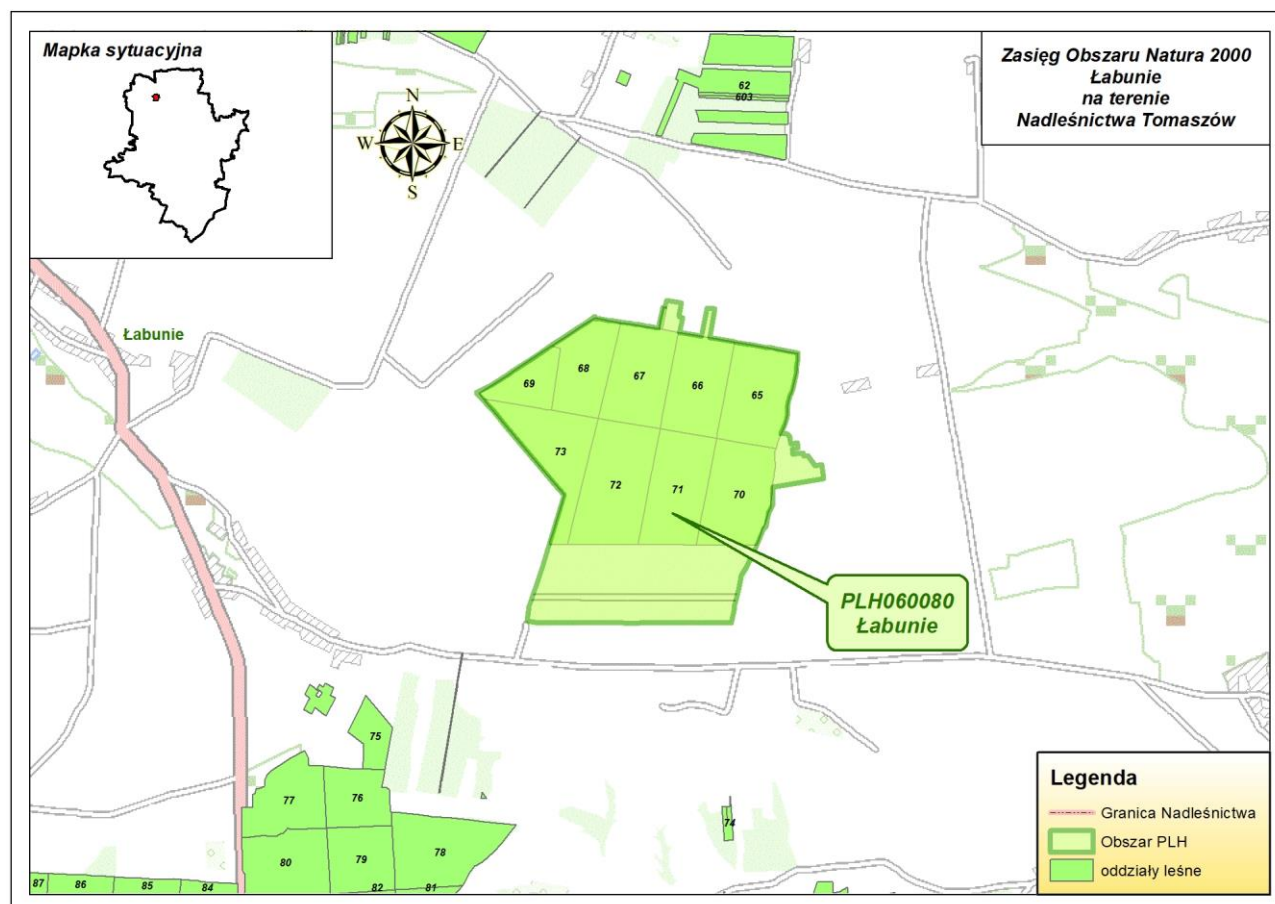 Mapka sytuacyjna
Zasięg Obszaru Natura 2000
Łabunie
na terenie
Nadleśnictwa Tomaszów
N
W E
S
62
603
Łabunie
69
68
67
66
65
73
72
71
70
PLH060080
Łabunie
75
77
76
74
80
79
78
87
86
85
84
82
81
Legenda
Granica Nadleśnictwa
Obszar PLH
oddziały leśne